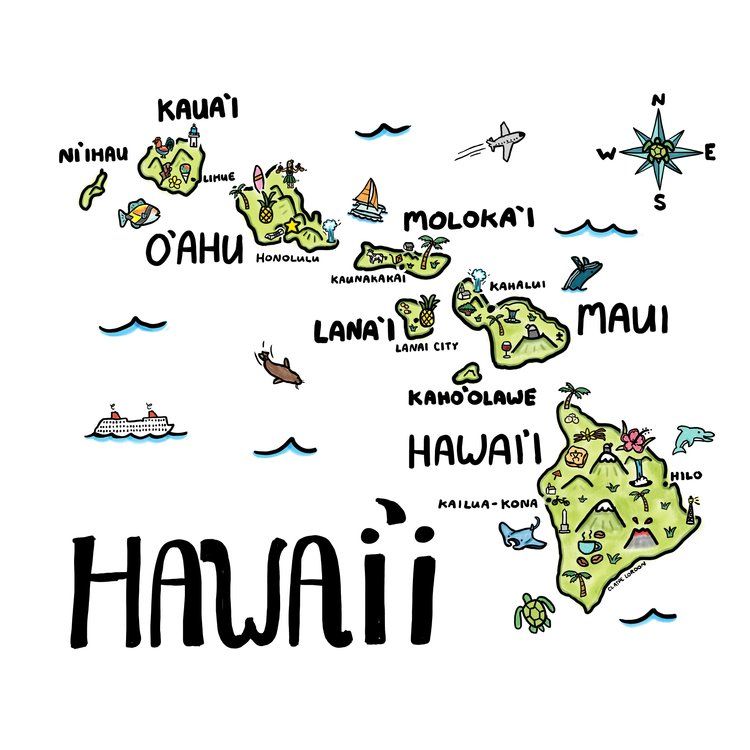 KAUA'I
N
NI'IHAU
W
E
LIHUE
S
MOLOKA'I
O'AHU
HONOLULU
KAUNAKAKAI
KAHALUI
LANA'I
MAUI
LANAI CITY
KAHO'OLAWE
HAWAI'I
HILO
KAILUA-KONA
HAWAI'I
CLAIRE LORDON